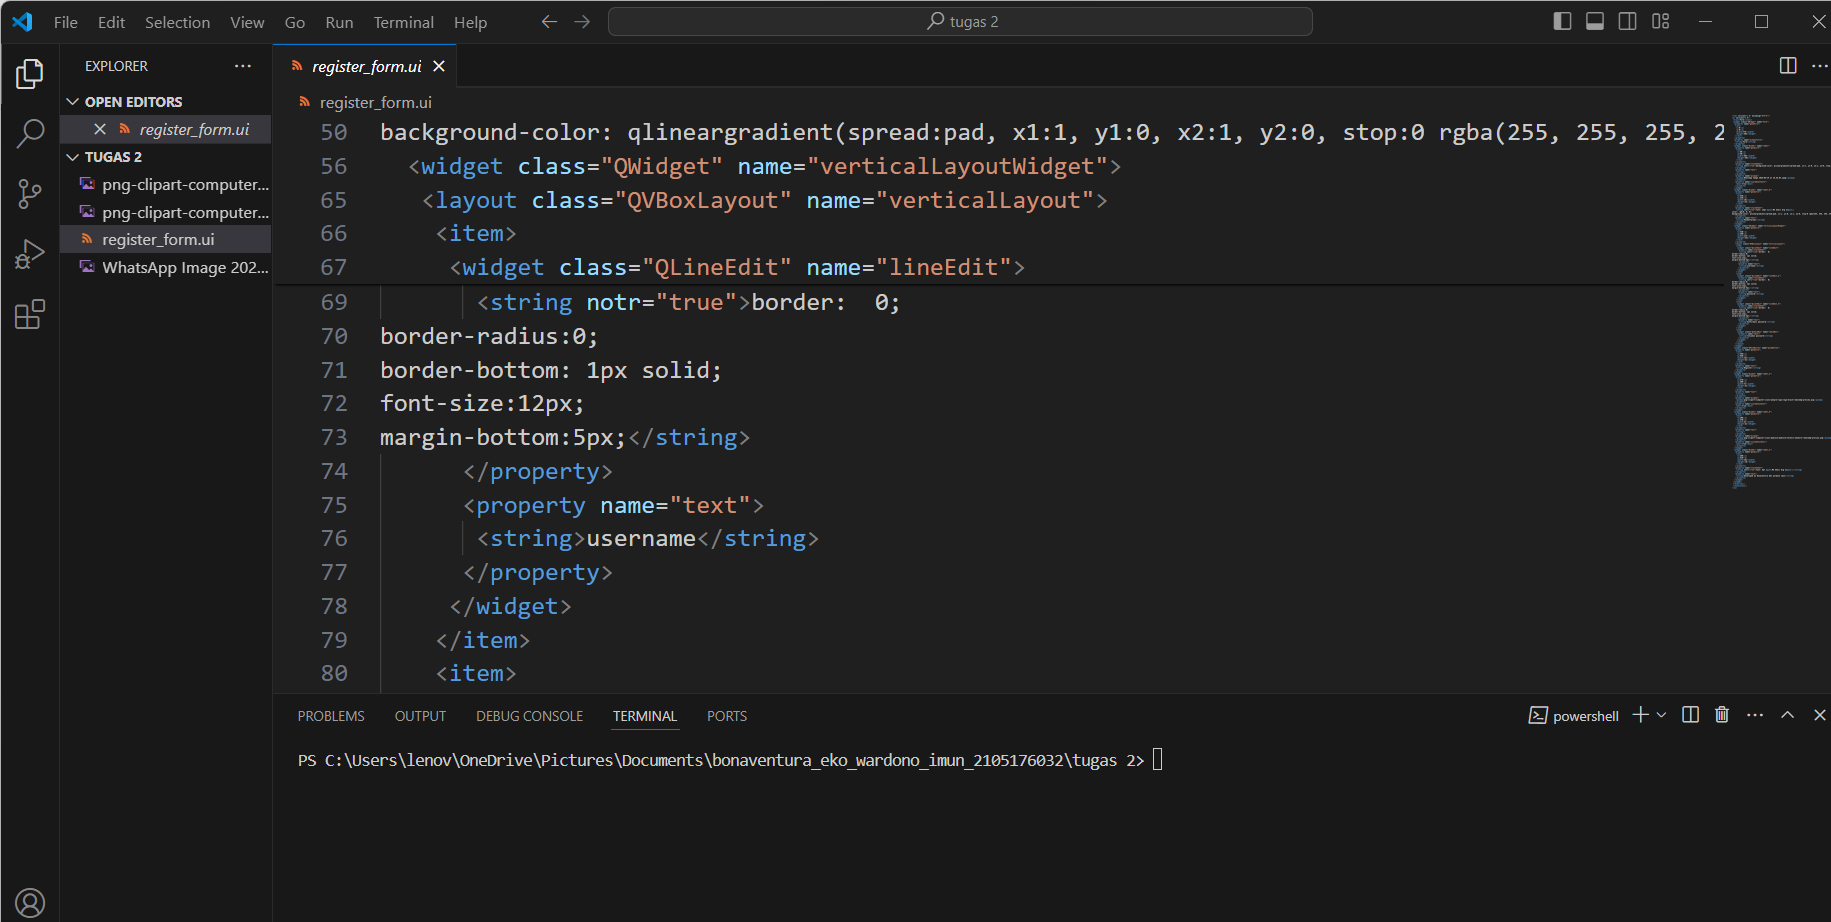 File Edit Selection View Go Run Terminal Help
tugas 2
EXPLORER
OPEN EDITORS
register_form.ui
TUGAS 2
png-clipart-computer...
png-clipart-computer...
register_form.ui
WhatsApp Image 202...
register_form.ui
register_form.ui
50 background-color: qlineargradient(spread:pad, x1:1, y1:0, x2:1, y2:0, stop:0 rgba(255, 255, 255, 2
56 <widget class="QWidget" name="verticalLayoutWidget">
65 <layout class="QVBoxLayout" name="verticalLayout">
66 <item>
67 <widget class="QLineEdit" name="lineEdit">
69 <string notr="true">border:  0;
70 border-radius:0;
71 border-bottom: 1px solid;
72 font-size:12px;
73 margin-bottom:5px;</string>
74 </property>
75 <property name="text">
76 <string>username</string>
77 </property>
78 </widget>
79 </item>
80 <item>
PROBLEMS OUTPUT DEBUG CONSOLE TERMINAL PORTS
powershell
PS C:\Users\lenov\OneDrive\Pictures\Documents\bonaventura_eko_wardono_imun_2105176032\tugas 2>